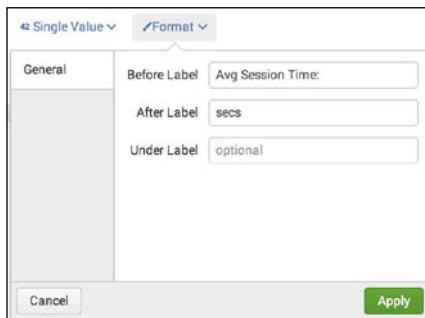 42 Single Value Format
General
Before Label Avg Session Time:
After Label secs
Under Label optional
Cancel Apply